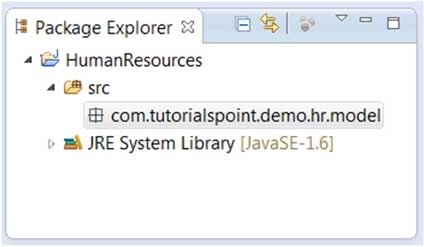 Package Explorer
HumanResources
src
com.tutorialspoint.demo.hr.model
JRE System Library [JavaSE-1.6]